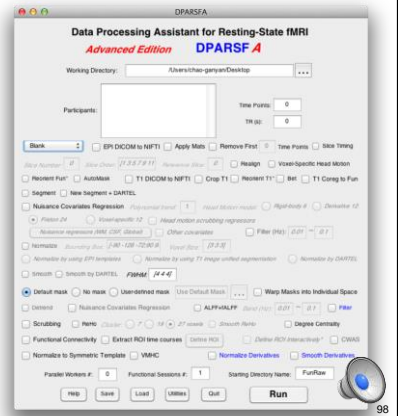 DPARSFA
Data Processing Assistant for Resting-State fMRI
Advanced Edition DPARSF A
Working Directory: /Users/chao-ganyan/Desktop ...
Participants:
Time Points: 0
TR (s): 0
Blank EPI DICOM to NIFTI Apply Mats Remove First 0 Time Points Slice Timing
Slice Number 0 Slice Order [1 3 5 7 9 11 Reference Slice 0 Realign Voxel-Specific Head Motion
Reorient Fun* AutoMask T1 DICOM to NIFTI Crop T1 Reorient T1* Bet T1 Coreg to Fun
Segment New Segment + DARTEL
Nuisance Covariates Regression Polynomial trend 1 Head Motion model Rigid-body 6 Derivative 12
Friston 24 Voxel-specific 12 Head motion scrubbing regressors
Nuisance regressors (WM, CSF, Global) Other covariates Filter (Hz): 0.01 ~ 0.1
Normalize Bounding Box: [-90 -126 -72;90 9 Voxel Size: [3 3 3]
Normalize by using EPI templates Normalize by using T1 image unified segmentation Normalize by DARTEL
Smooth Smooth by DARTEL FWHM: [4 4 4]
Default mask No mask User-defined mask Use Default Mask ... Warp Masks into Individual Space
Detrend Nuisance Covariates Regression ALFF+fALFF Band (Hz): 0.01 ~ 0.1 Filter
Scrubbing ReHo Cluster 7 19 27 voxels Smooth ReHo Degree Centrality
Functional Connectivity Extract ROI time courses Define ROI Define ROI Interactively* CWAS
Normalize to Symmetric Template VMHC Normalize Derivatives Smooth Derivatives
Parallel Workers #: 0 Functional Sessions #: 1 Starting Directory Name: FunRaw
Help Save Load Utilities Quit Run
98